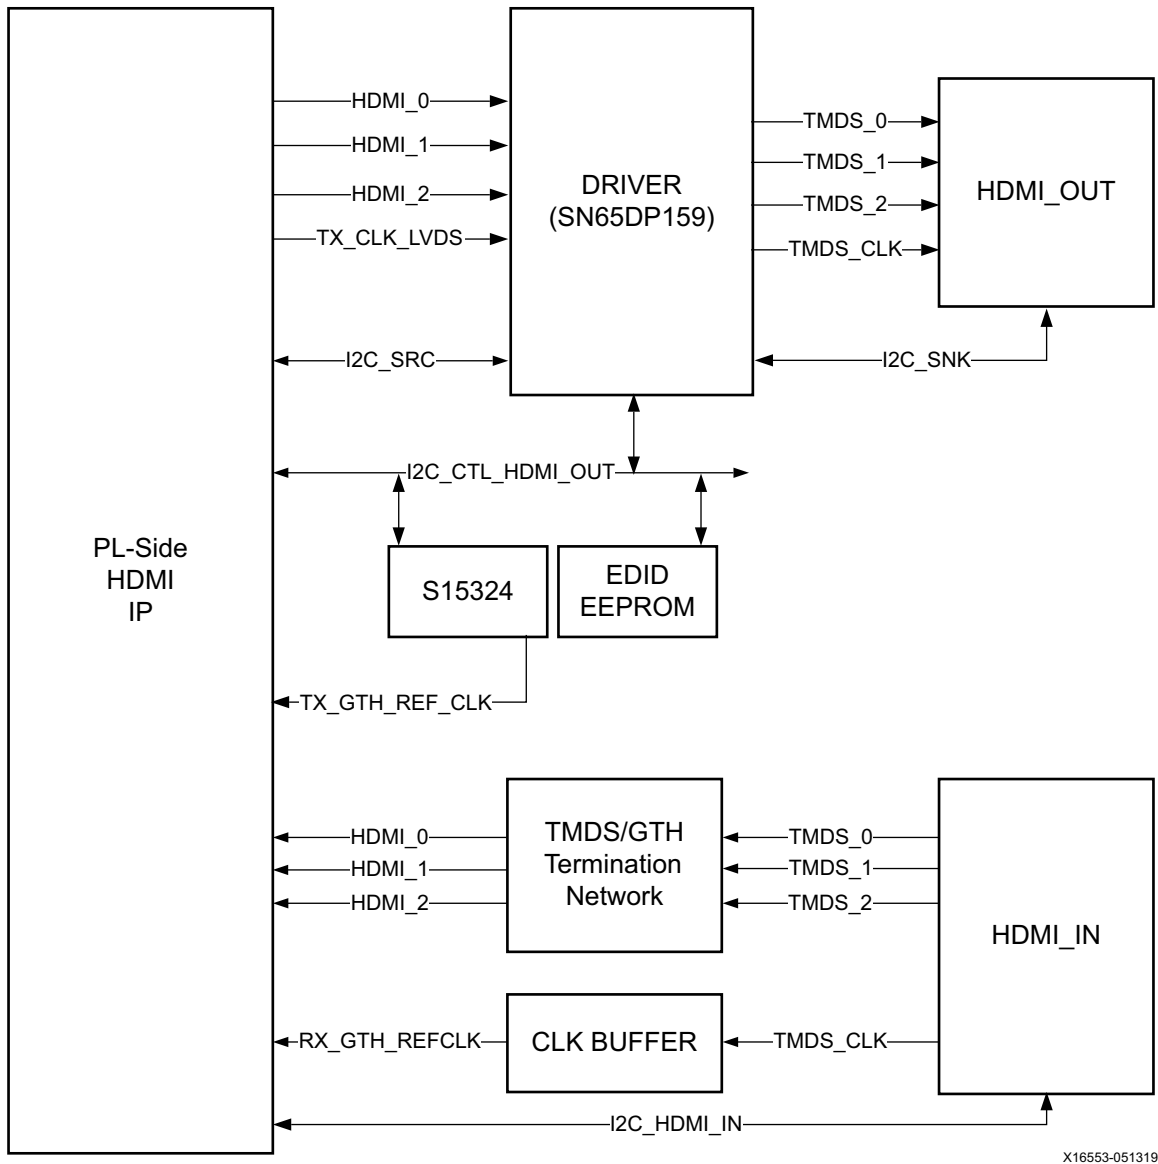 HDMI_0
HDMI_1
HDMI_2
TX_CLK_LVDS
I2C_SRC
DRIVER
(SN65DP159)
TMDS_0
TMDS_1
TMDS_2
TMDS_CLK
HDMI_OUT
I2C_SNK
I2C_CTL_HDMI_OUT
PL-Side
HDMI
IP
S15324
EDID
EEPROM
TX_GTH_REF_CLK
HDMI_0
HDMI_1
HDMI_2
TMDS/GTH
Termination
Network
TMDS_0
TMDS_1
TMDS_2
HDMI_IN
RX_GTH_REFCLK
CLK BUFFER
TMDS_CLK
I2C_HDMI_IN
X16553-051319